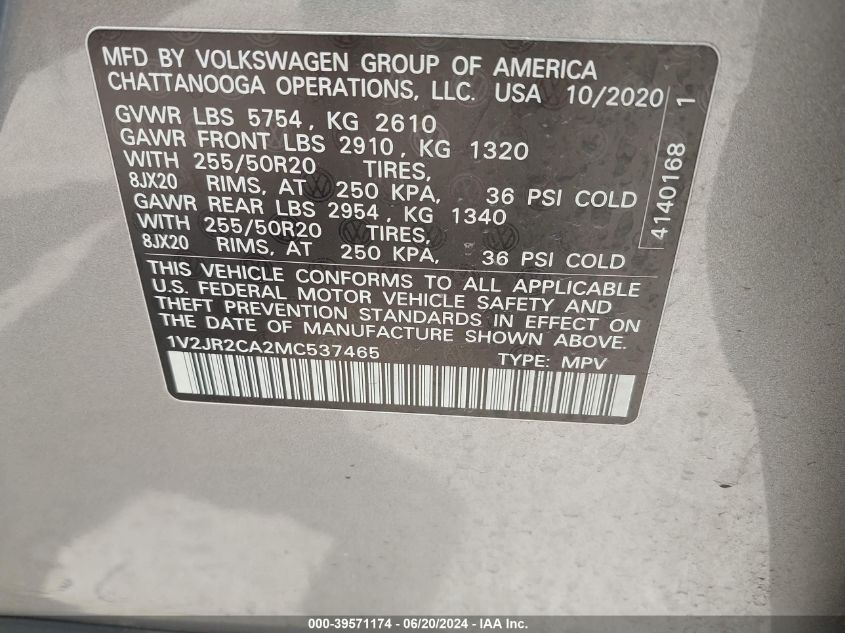 MFD BY VOLKSWAGEN GROUP OF AMERICA
CHATTANOOGA OPERATIONS, LLC. USA 10/2020
GVWR LBS 5754, KG 2610
GAWR FRONT LBS 2910, KG 1320
WITH 255/50R20 TIRES,
8JX20 RIMS, AT 250 KPA, 36 PSI COLD
GAWR REAR LBS 2954, KG 1340
WITH 255/50R20 TIRES,
8JX20 RIMS, AT 250 KPA, 36 PSI COLD
THIS VEHICLE CONFORMS TO ALL APPLICABLE
U.S. FEDERAL MOTOR VEHICLE SAFETY AND
THEFT PREVENTION STANDARDS IN EFFECT ON
THE DATE OF MANUFACTURE SHOWN ABOVE.
1V2JR2CA2MC537465 TYPE: MPV
4140168 1
000-39571174 - 06/20/2024 - IAA Inc.